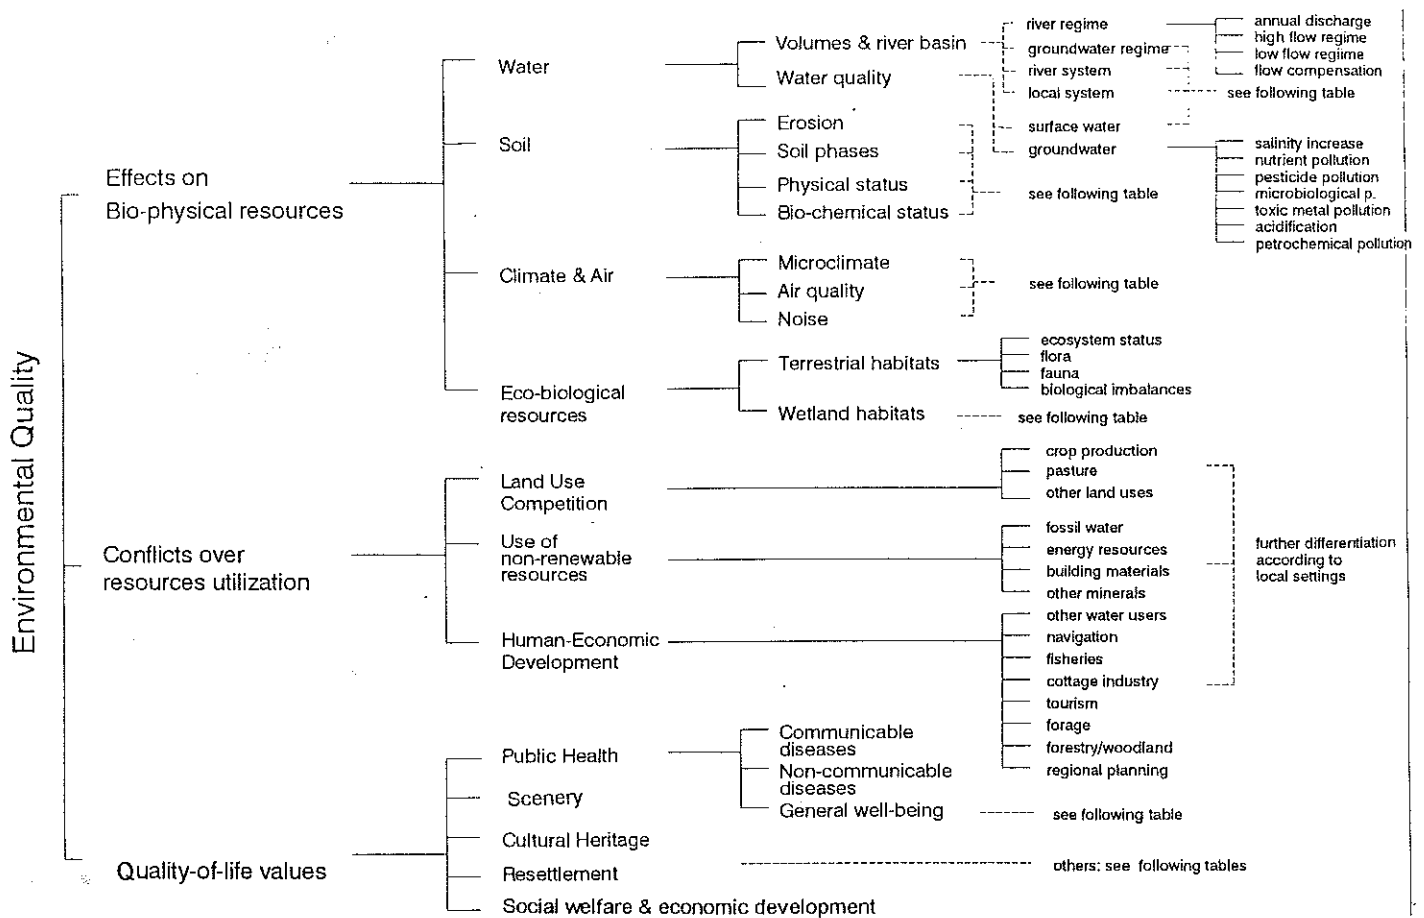 Environmental Quality
Effects on
Bio-physical resources
Water
Volumes & river basin
river regime
annual discharge
high flow regime
low flow regiime
flow compensation
groundwater regime
river system
local system
see following table
Water quality
surface water
groundwater
salinity increase
nutrient pollution
pesticide pollution
microbiological p.
toxic metal pollution
acidification
petrochemical pollution
Soil
Erosion
Soil phases
Physical status
Bio-chemical status
see following table
Climate & Air
Microclimate
Air quality
Noise
see following table
Eco-biological
resources
Terrestrial habitats
ecosystem status
flora
fauna
biological imbalances
Wetland habitats
see following table
Conflicts over
resources utilization
Land Use
Competition
crop production
pasture
other land uses
Use of
non-renewable
resources
fossil water
energy resources
building materials
other minerals
Human-Economic
Development
other water users
navigation
fisheries
cottage industry
tourism
forage
forestry/woodland
regional planning
further differentiation
according to
local settings
Quality-of-life values
Public Health
Communicable
diseases
Non-communicable
diseases
General well-being
see following table
Scenery
Cultural Heritage
Resettlement
others: see following tables
Social welfare & economic development